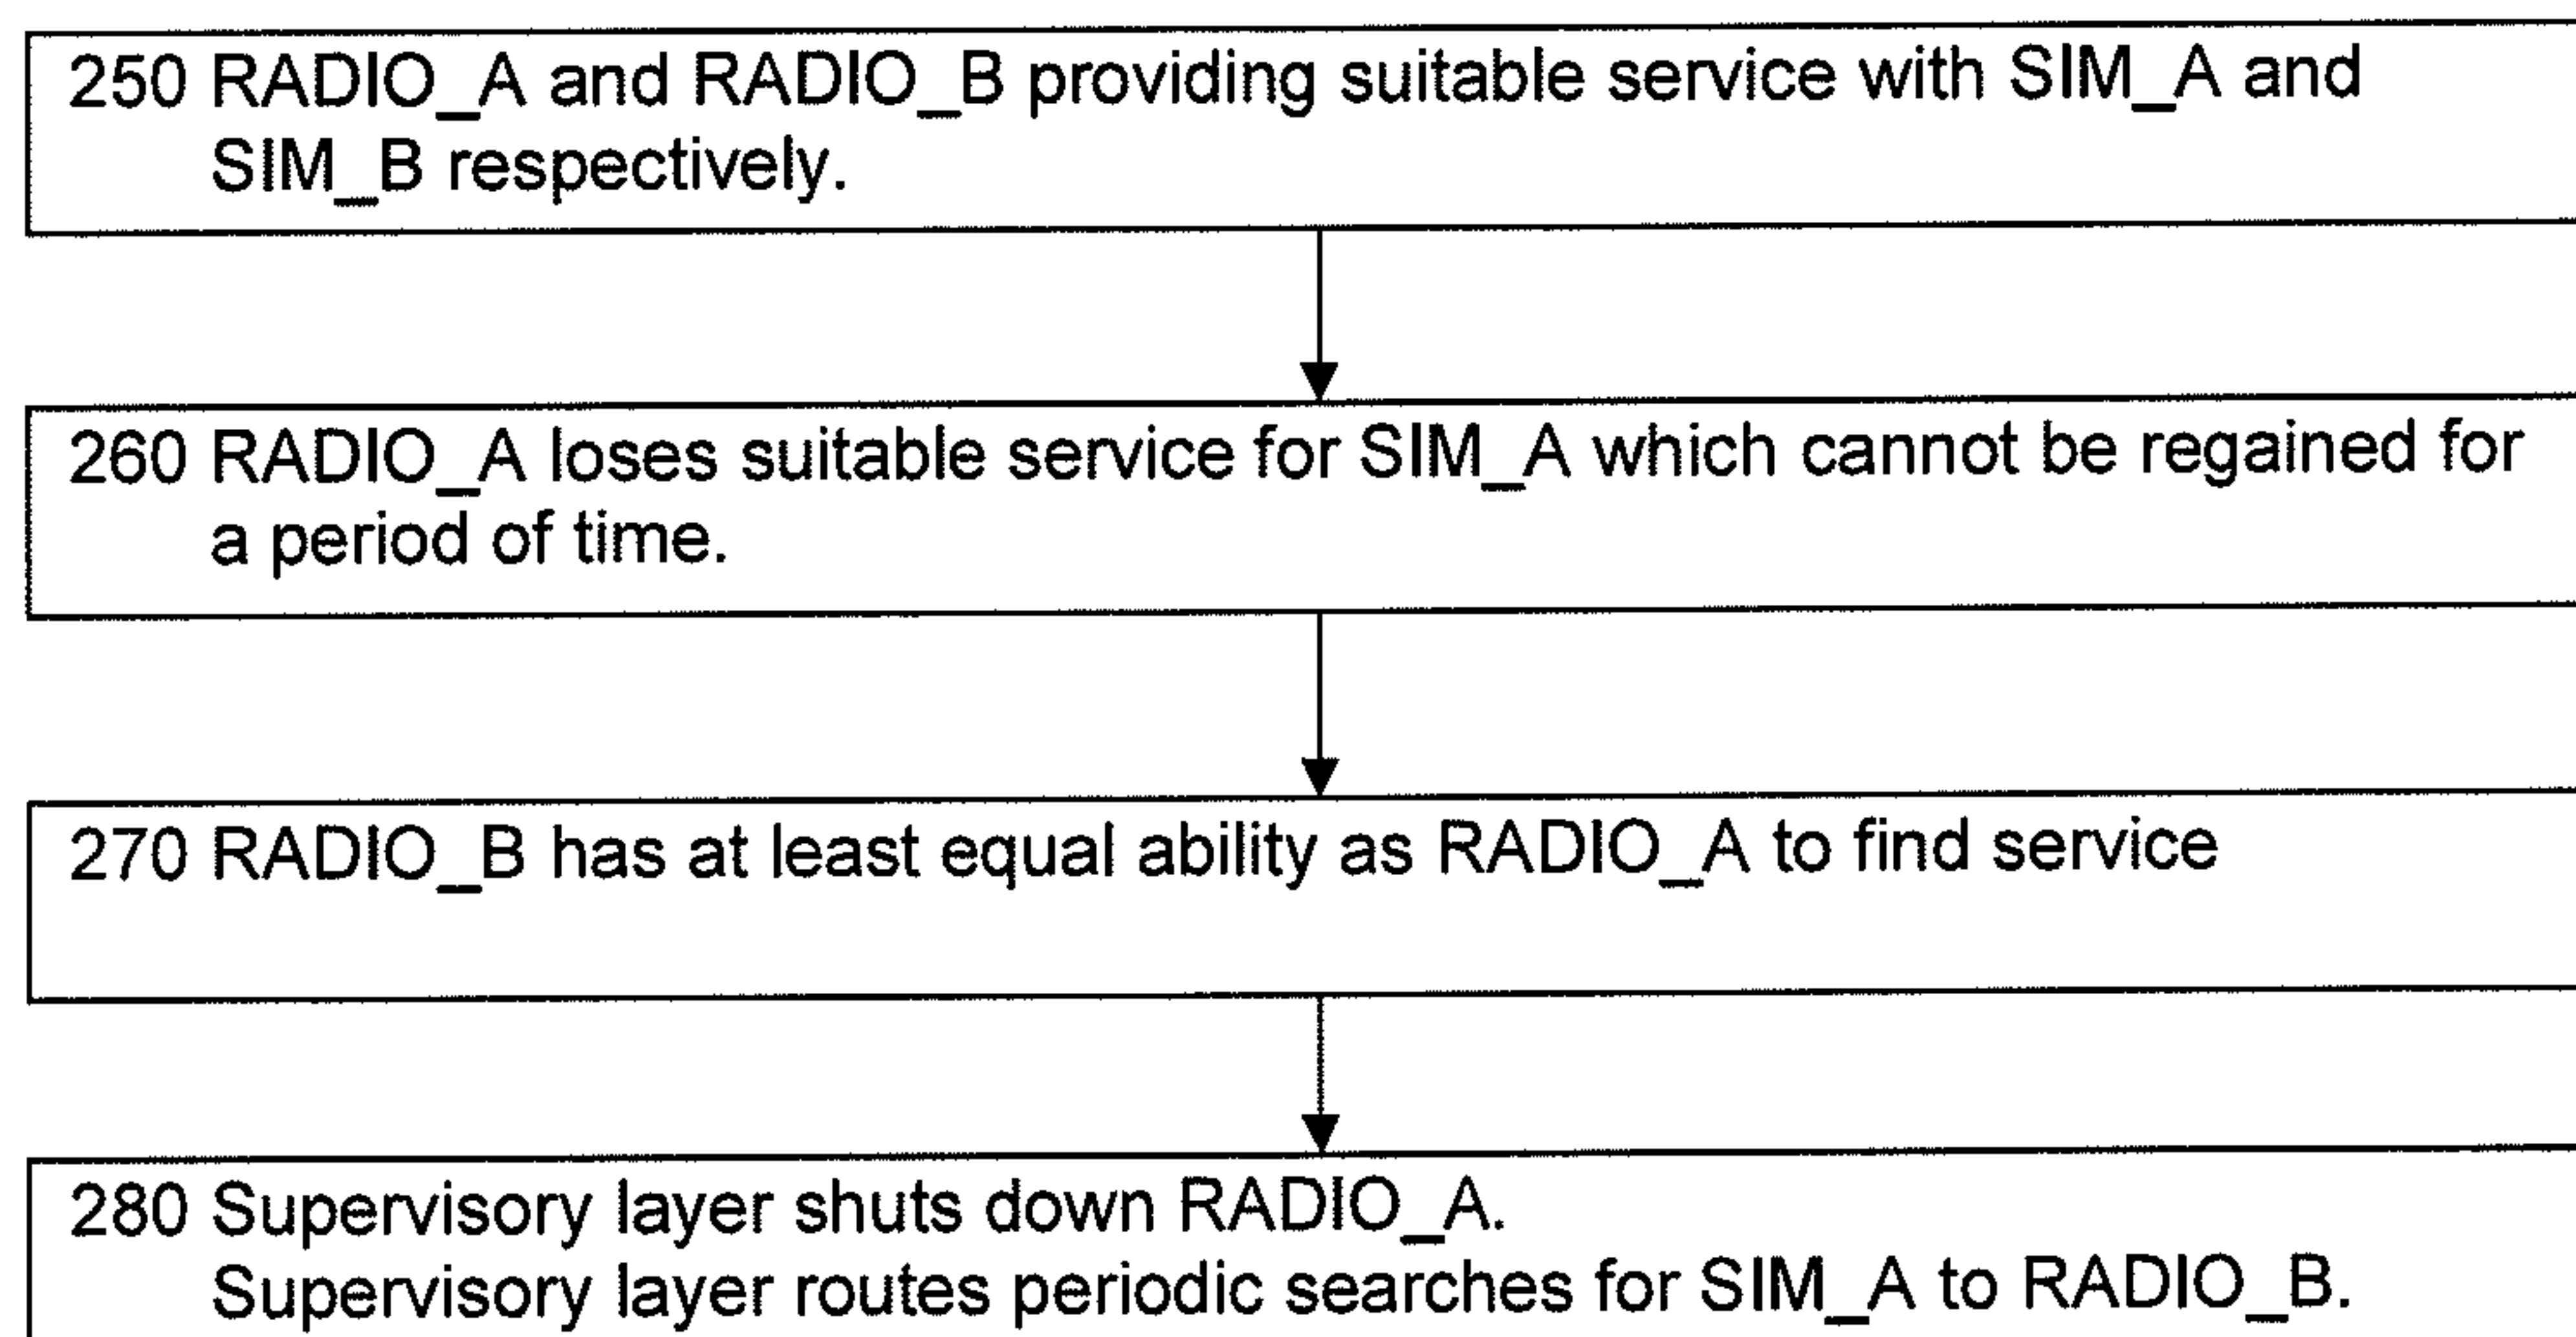 250 RADIO_A and RADIO_B providing suitable service with SIM_A and
SIM_B respectively.
260 RADIO_A loses suitable service for SIM_A which cannot be regained for
a period of time.
270 RADIO_B has at least equal ability as RADIO_A to find service
280 Supervisory layer shuts down RADIO_A.
Supervisory layer routes periodic searches for SIM_A to RADIO_B.